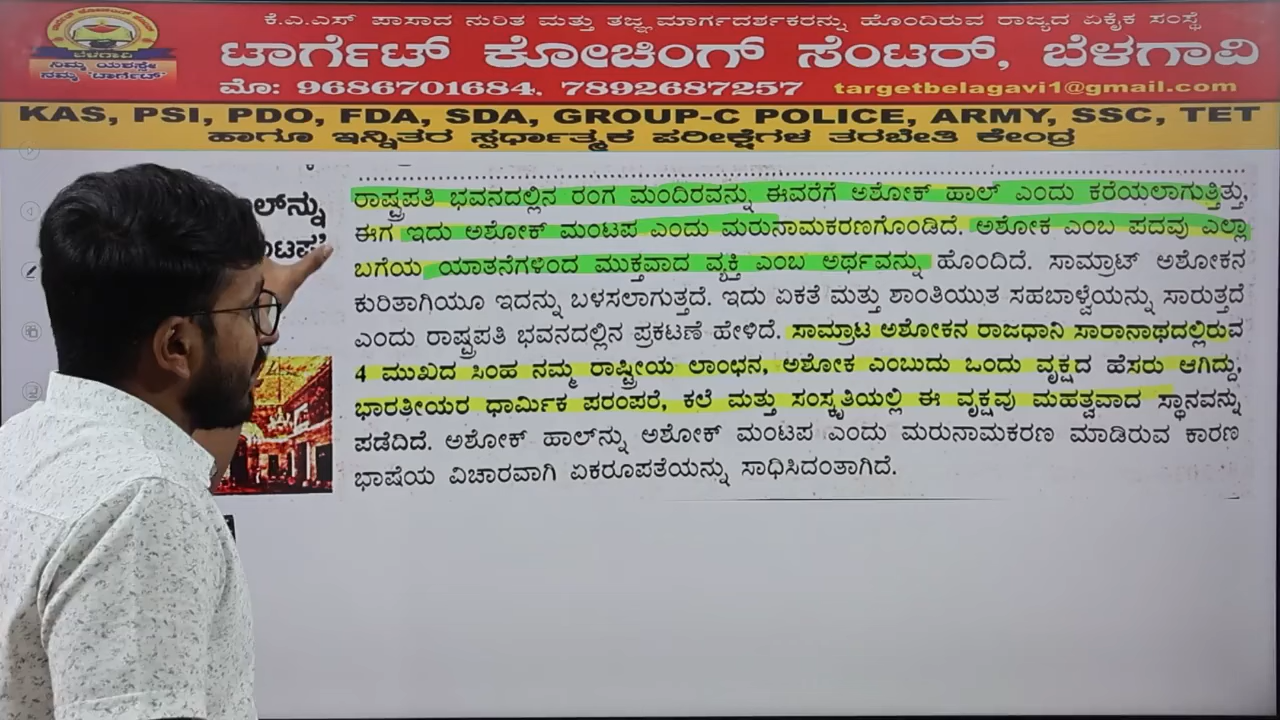 ಕೆ.ಎ.ಎಸ್ ಪಾಸಾದ ನುರಿತ ಮತ್ತು ತಜ್ಞ ಮಾರ್ಗದರ್ಶಕರನ್ನು ಹೊಂದಿರುವ ರಾಜ್ಯದ ಏಕೈಕ ಸಂಸ್ಥೆ
ಟಾರ್ಗೆಟ್ ಕೋಚಿಂಗ್ ಸೆಂಟರ್, ಬೆಳಗಾವಿ
ಬೆಳಗಾವಿ
ನಿಮ್ಮ ಯಶಸ್ಸೇ
ನಮ್ಮ "ಟಾರ್ಗೆಟ್"
ಮೊ: 9686701684, 7892687257 targetbelagavi1@gmail.com
KAS, PSI, PDO, FDA, SDA, GROUP-C POLICE, ARMY, SSC, TET
ಹಾಗೂ ಇನ್ನಿತರ ಸ್ಪರ್ಧಾತ್ಮಕ ಪರೀಕ್ಷೆಗಳ ತರಬೇತಿ ಕೇಂದ್ರ
ರಾಷ್ಟ್ರಪತಿ ಭವನದಲ್ಲಿನ ರಂಗ ಮಂದಿರವನ್ನು ಈವರೆಗೆ ಅಶೋಕ್ ಹಾಲ್ ಎಂದು ಕರೆಯಲಾಗುತ್ತಿತ್ತು,
ಈಗ ಇದು ಅಶೋಕ್ ಮಂಟಪ ಎಂದು ಮರುನಾಮಕರಣಗೊಂಡಿದೆ. ಅಶೋಕ ಎಂಬ ಪದವು ಎಲ್ಲಾ
ಬಗೆಯ ಯಾತನೆಗಳಿಂದ ಮುಕ್ತವಾದ ವ್ಯಕ್ತಿ ಎಂಬ ಅರ್ಥವನ್ನು ಹೊಂದಿದೆ. ಸಾಮ್ರಾಟ್ ಅಶೋಕನ
ಕುರಿತಾಗಿಯೂ ಇದನ್ನು ಬಳಸಲಾಗುತ್ತದೆ. ಇದು ಏಕತೆ ಮತ್ತು ಶಾಂತಿಯುತ ಸಹಬಾಳ್ವೆಯನ್ನು ಸಾರುತ್ತದೆ
ಎಂದು ರಾಷ್ಟ್ರಪತಿ ಭವನದಲ್ಲಿನ ಪ್ರಕಟಣೆ ಹೇಳಿದೆ. ಸಾಮ್ರಾಟ ಅಶೋಕನ ರಾಜಧಾನಿ ಸಾರಾನಾಥದಲ್ಲಿರುವ
4 ಮುಖದ ಸಿಂಹ ನಮ್ಮ ರಾಷ್ಟ್ರೀಯ ಲಾಂಛನ, ಅಶೋಕ ಎಂಬುದು ಒಂದು ವೃಕ್ಷದ ಹೆಸರು ಆಗಿದ್ದು,
ಭಾರತೀಯರ ಧಾರ್ಮಿಕ ಪರಂಪರೆ, ಕಲೆ ಮತ್ತು ಸಂಸ್ಕೃತಿಯಲ್ಲಿ ಈ ವೃಕ್ಷವು ಮಹತ್ವವಾದ ಸ್ಥಾನವನ್ನು
ಪಡೆದಿದೆ. ಅಶೋಕ್ ಹಾಲ್‌ನ್ನು ಅಶೋಕ್ ಮಂಟಪ ಎಂದು ಮರುನಾಮಕರಣ ಮಾಡಿರುವ ಕಾರಣ
ಭಾಷೆಯ ವಿಚಾರವಾಗಿ ಏಕರೂಪತೆಯನ್ನು ಸಾಧಿಸಿದಂತಾಗಿದೆ.